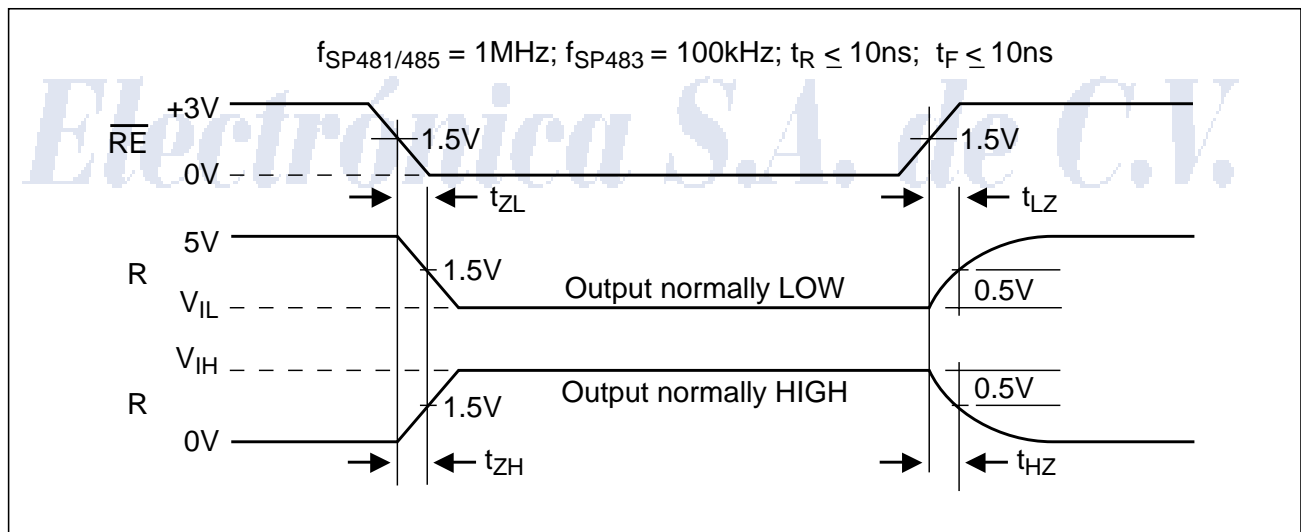 fSP481/485 = 1MHz; fSP483 = 100kHz; tR ≤ 10ns; tF ≤ 10ns
Electrónica S.A. de C.V.
+3V
RE
1.5V
1.5V
0V
tZL
tLZ
5V
R
1.5V
Output normally LOW
0.5V
VIL
VIH
Output normally HIGH
0.5V
R
1.5V
0V
tZH
tHZ